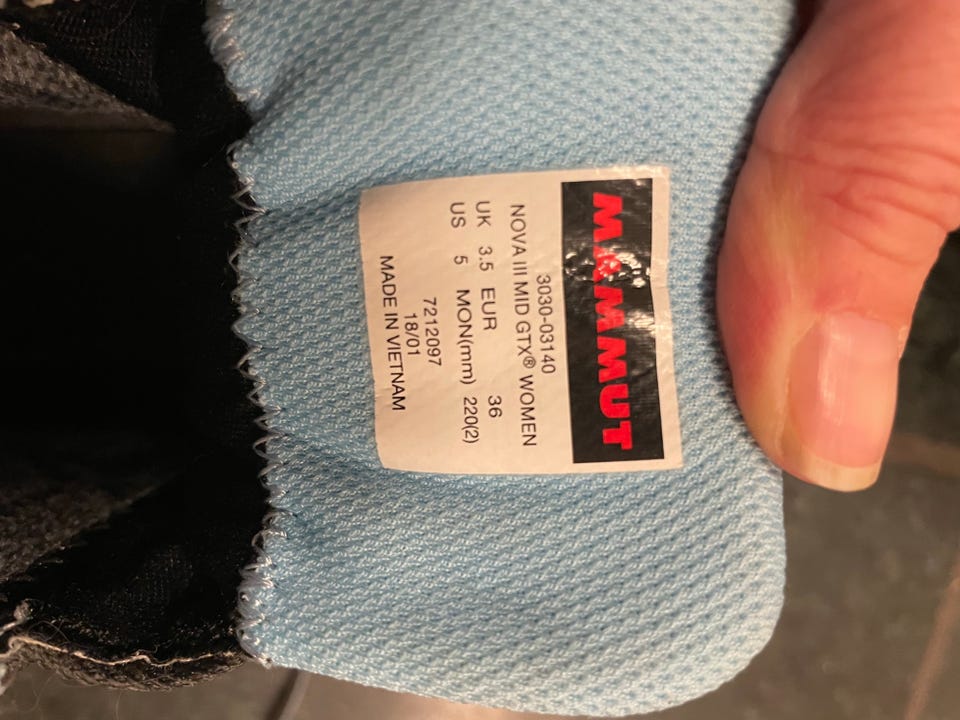 MAMMUT
3030-03140
NOVA III MID GTX® WOMEN
UK 3.5 EUR 36
US 5 MON(mm) 220(2)
7212097
18/01
MADE IN VIETNAM